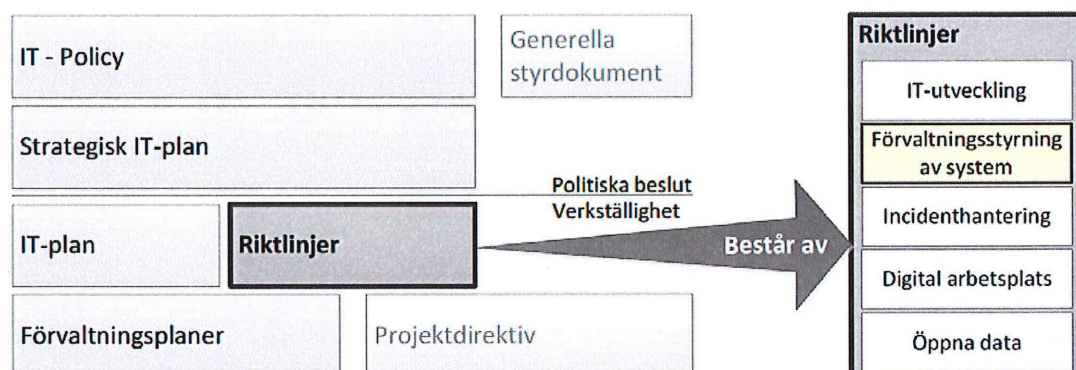 IT - Policy
Generella
styrdokument
Strategisk IT-plan
Politiska beslut
Verkställighet
IT-plan
Riktlinjer
Består av
Förvaltningsplaner
Projektdirektiv
Riktlinjer
IT-utveckling
Förvaltningsstyrning
av system
Incidenthantering
Digital arbetsplats
Öppna data